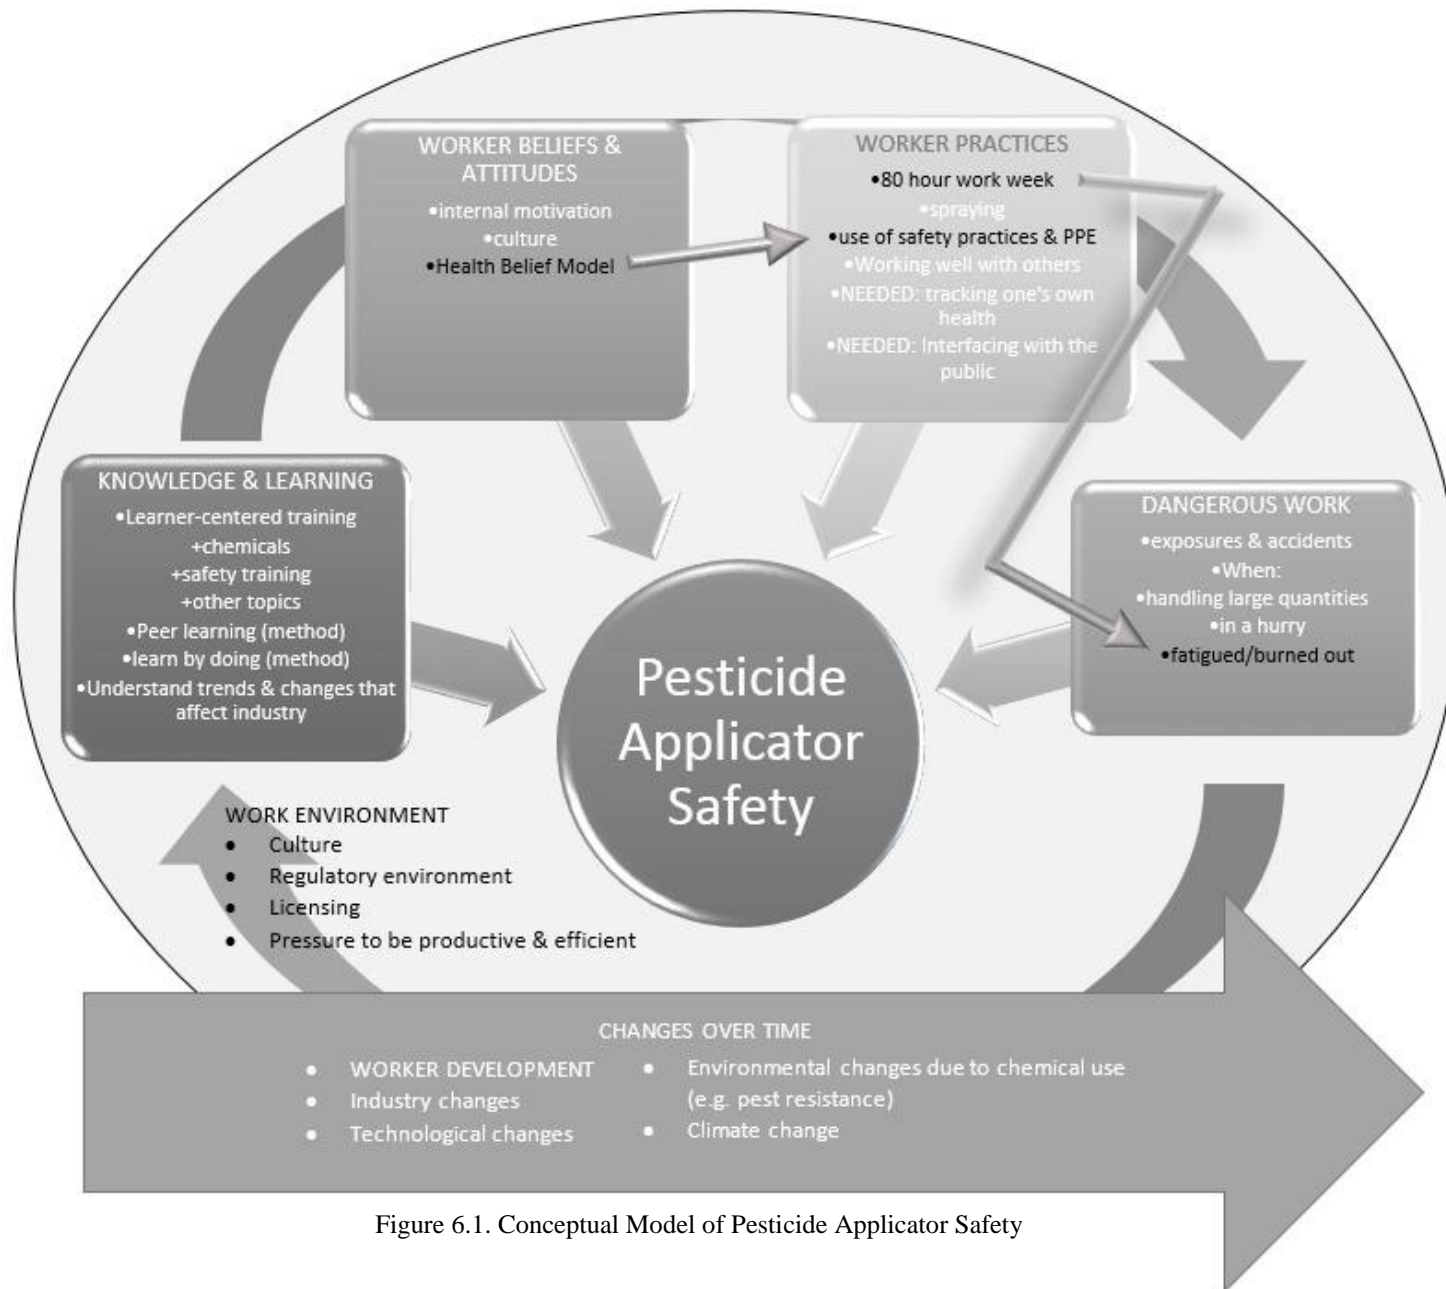 WORKER BELIEFS &
ATTITUDES
•internal motivation
•culture
•Health Belief Model
WORKER PRACTICES
•80 hour work week
•spraying
•use of safety practices & PPE
•Working well with others
•NEEDED: tracking one's own
health
•NEEDED: Interfacing with the
public
KNOWLEDGE & LEARNING
•Learner-centered training
+chemicals
+safety training
+other topics
•Peer learning (method)
•learn by doing (method)
•Understand trends & changes that
affect industry
DANGEROUS WORK
•exposures & accidents
•When:
•handling large quantities
•in a hurry
•fatigued/burned out
Pesticide
Applicator
Safety
WORK ENVIRONMENT
• Culture
• Regulatory environment
• Licensing
• Pressure to be productive & efficient
CHANGES OVER TIME
• WORKER DEVELOPMENT
• Industry changes
• Technological changes
• Environmental changes due to chemical use
(e.g. pest resistance)
• Climate change
Figure 6.1. Conceptual Model of Pesticide Applicator Safety